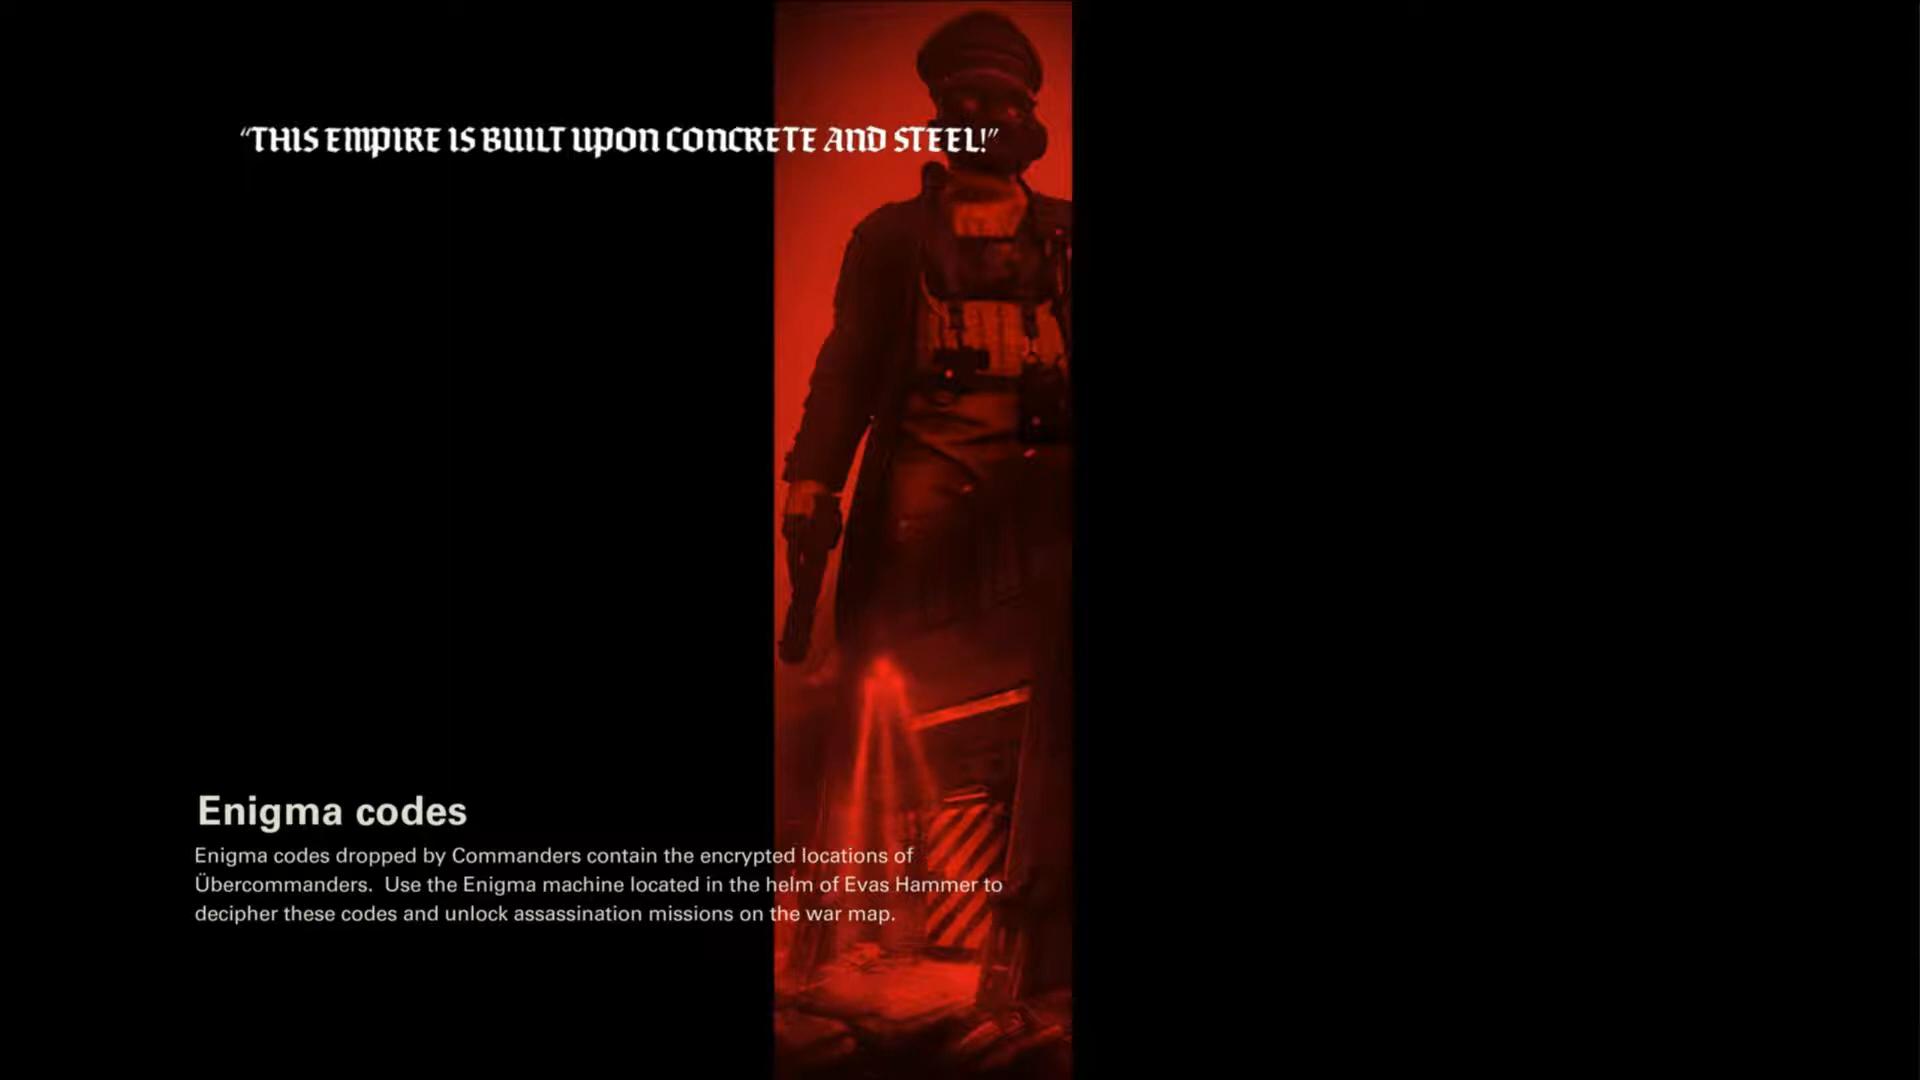 “THIS EMPIRE IS BUILT UPON CONCRETE AND STEEL!”
Enigma codes
Enigma codes dropped by Commanders contain the encrypted locations of
Übercommanders.  Use the Enigma machine located in the helm of Evas Hammer to
decipher these codes and unlock assassination missions on the war map.